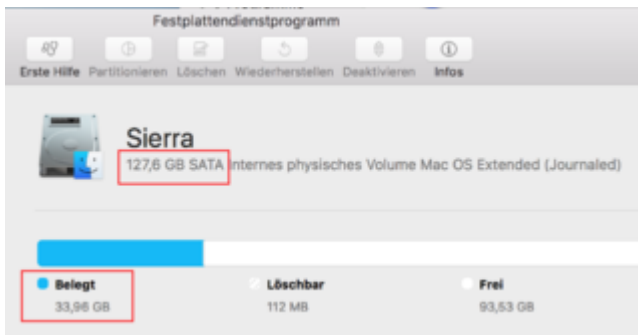 Festplattendienstprogramm
Erste Hilfe Partitionieren Löschen Wiederherstellen Deaktivieren Infos
Sierra
127,6 GB SATA Internes physisches Volume Mac OS Extended (Journaled)
Belegt Löschbar Frei
33,96 GB 112 MB 93,53 GB